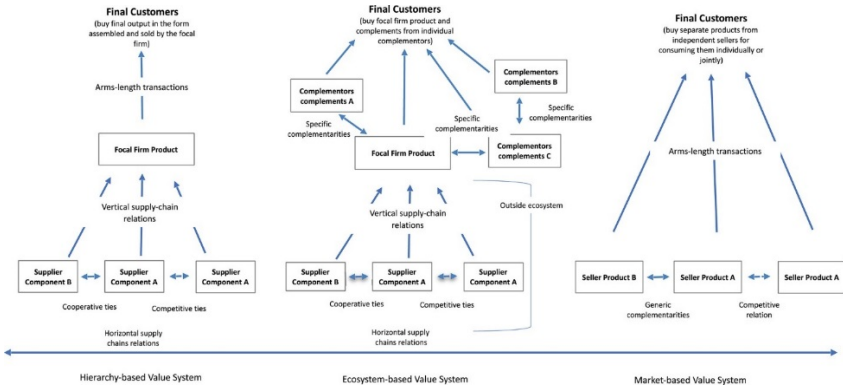 Final Customers
(buy final output in the form
assembled and sold by the focal
firm)
Arms-length transactions
Focal Firm Product
Vertical supply-chain
relations
Supplier
Component B
Supplier
Component A
Supplier
Component A
Cooperative ties
Competitive ties
Horizontal supply
chains relations
Hierarchy-based Value System
Final Customers
(buy focal firm product and
complements from individual
complementors)
Complementors
complements A
Complementors
complements B
Specific
complementarities
Specific
complementarities
Specific
complementarities
Focal Firm Product
Complementors
complements C
Outside ecosystem
Vertical supply-chain
relations
Supplier
Component B
Supplier
Component A
Supplier
Component A
Cooperative ties
Competitive ties
Horizontal supply
chains relations
Ecosystem-based Value System
Final Customers
(buy separate products from
independent sellers for
consuming them individually or
jointly)
Arms-length transactions
Seller Product B
Seller Product A
Seller Product A
Generic
complementarities
Competitive
relation
Market-based Value System